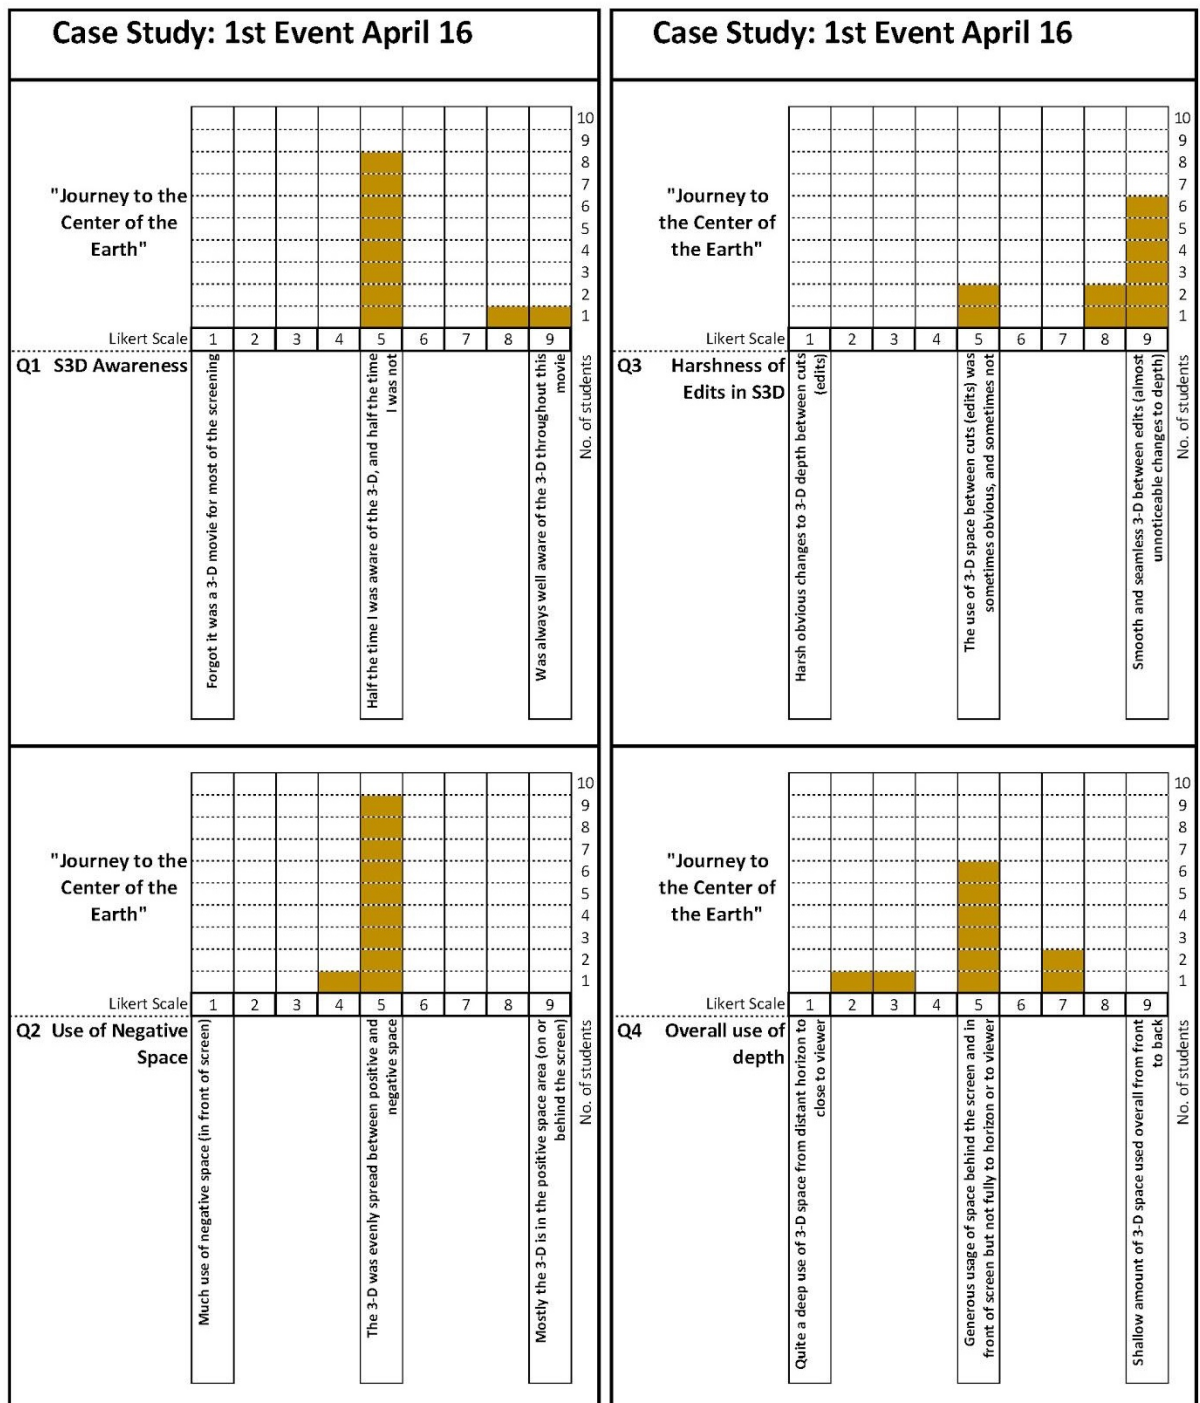 Case Study: 1st Event April 16
"Journey to the
Center of the
Earth"
10
9
8
7
6
5
4
3
2
1
Likert Scale
1 2 3 4 5 6 7 8 9
Q1 S3D Awareness
Forgot it was a 3-D movie for most of the screening
Half the time I was aware of the 3-D, and half the time
I was not
Was always well aware of the 3-D throughout this
movie
No. of students
"Journey to the
Center of the
Earth"
10
9
8
7
6
5
4
3
2
1
Likert Scale
1 2 3 4 5 6 7 8 9
Q2 Use of Negative
Space
Much use of negative space (in front of screen)
The 3-D was evenly spread between positive and
negative space
Mostly the 3-D is in the positive space area (on or
behind the screen)
No. of students
Case Study: 1st Event April 16
"Journey to
the Center of
the Earth"
10
9
8
7
6
5
4
3
2
1
Likert Scale
1 2 3 4 5 6 7 8 9
Q3 Harshness of
Edits in S3D
Harsh obvious changes to 3-D depth between cuts
(edits)
The use of 3-D space between cuts (edits) was
sometimes obvious, and sometimes not
Smooth and seamless 3-D between edits (almost
unnoticeable changes to depth)
No. of students
"Journey to
the Center of
the Earth"
10
9
8
7
6
5
4
3
2
1
Likert Scale
1 2 3 4 5 6 7 8 9
Q4 Overall use of
depth
Quite a deep use of 3-D space from distant horizon to
close to viewer
Generous usage of space behind the screen and in
front of screen but not fully to horizon or to viewer
Shallow amount of 3-D space used overall from front
to back
No. of students